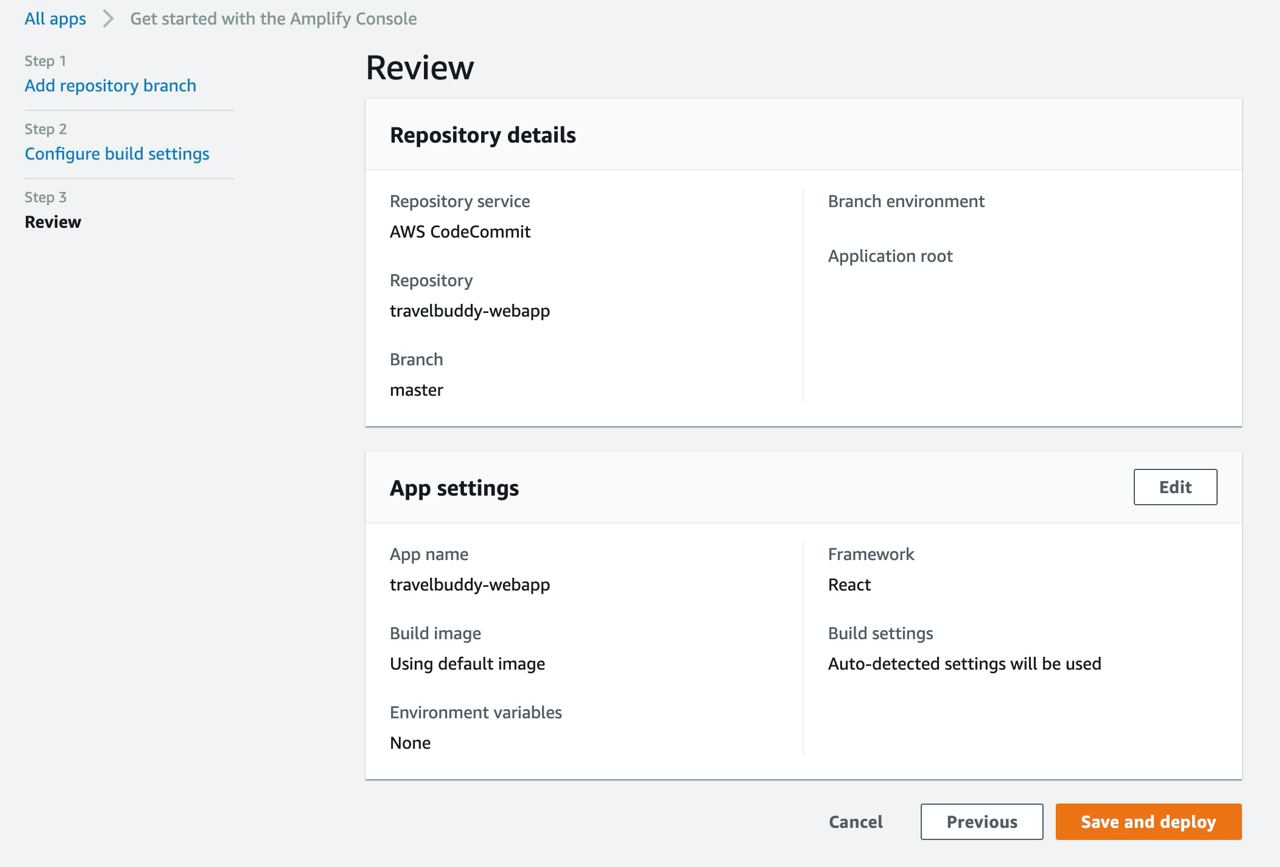 All apps > Get started with the Amplify Console
Step 1
Add repository branch
Step 2
Configure build settings
Step 3
Review
Review
Repository details
Repository service
AWS CodeCommit
Repository
travelbuddy-webapp
Branch
master
Branch environment
Application root
App settings
Edit
App name
travelbuddy-webapp
Build image
Using default image
Environment variables
None
Framework
React
Build settings
Auto-detected settings will be used
Cancel
Previous
Save and deploy